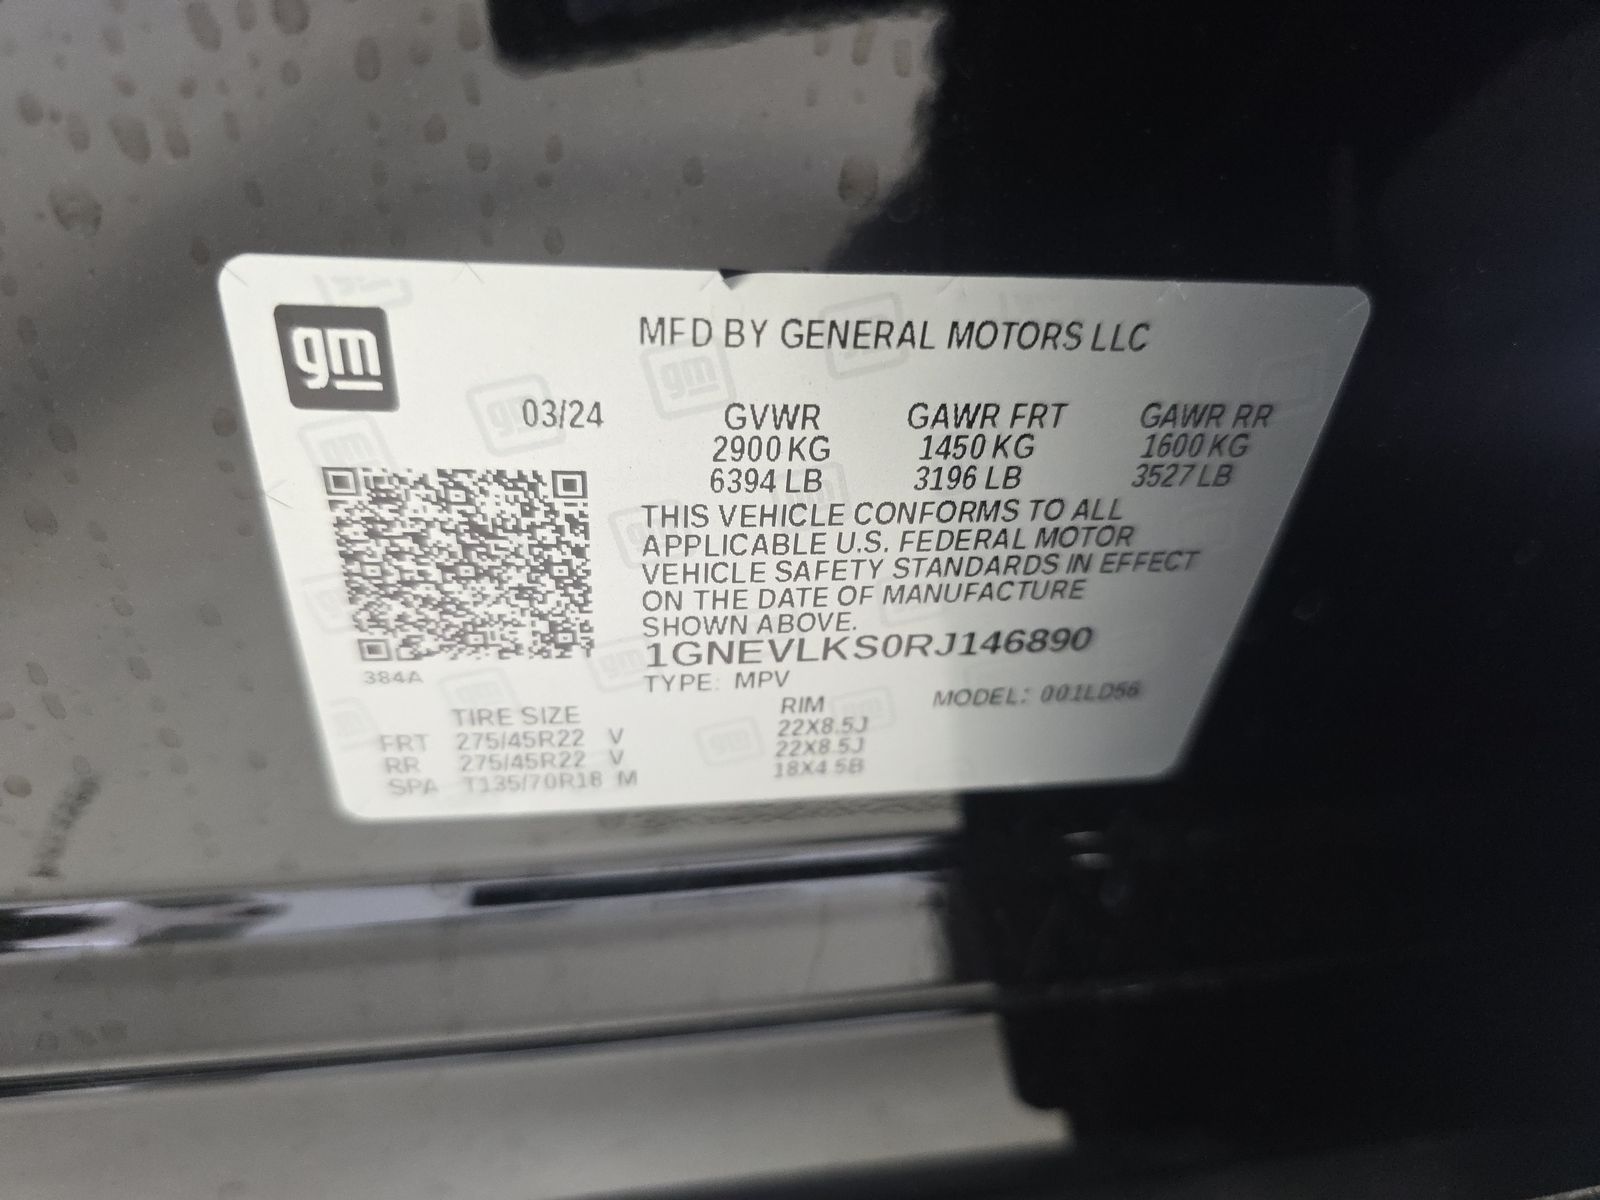 gm
MFD BY GENERAL MOTORS LLC
03/24 GVWR GAWR FRT GAWR RR
2900 KG 1450 KG 1600 KG
6394 LB 3196 LB 3527 LB
THIS VEHICLE CONFORMS TO ALL
APPLICABLE U.S. FEDERAL MOTOR
VEHICLE SAFETY STANDARDS IN EFFECT
ON THE DATE OF MANUFACTURE
SHOWN ABOVE.
1GNEVLKS0RJ146890
384A
TYPE: MPV MODEL: 001LD56
TIRE SIZE RIM
FRT 275/45R22 V 22X8.5J
RR 275/45R22 V 22X8.5J
SPA T135/70R18 M 18X4.5B